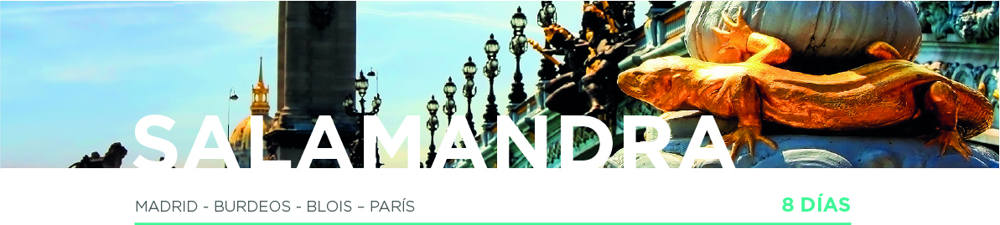 SALAMANDRA
MADRID - BURDEOS - BLOIS – PARÍS
8 DÍAS